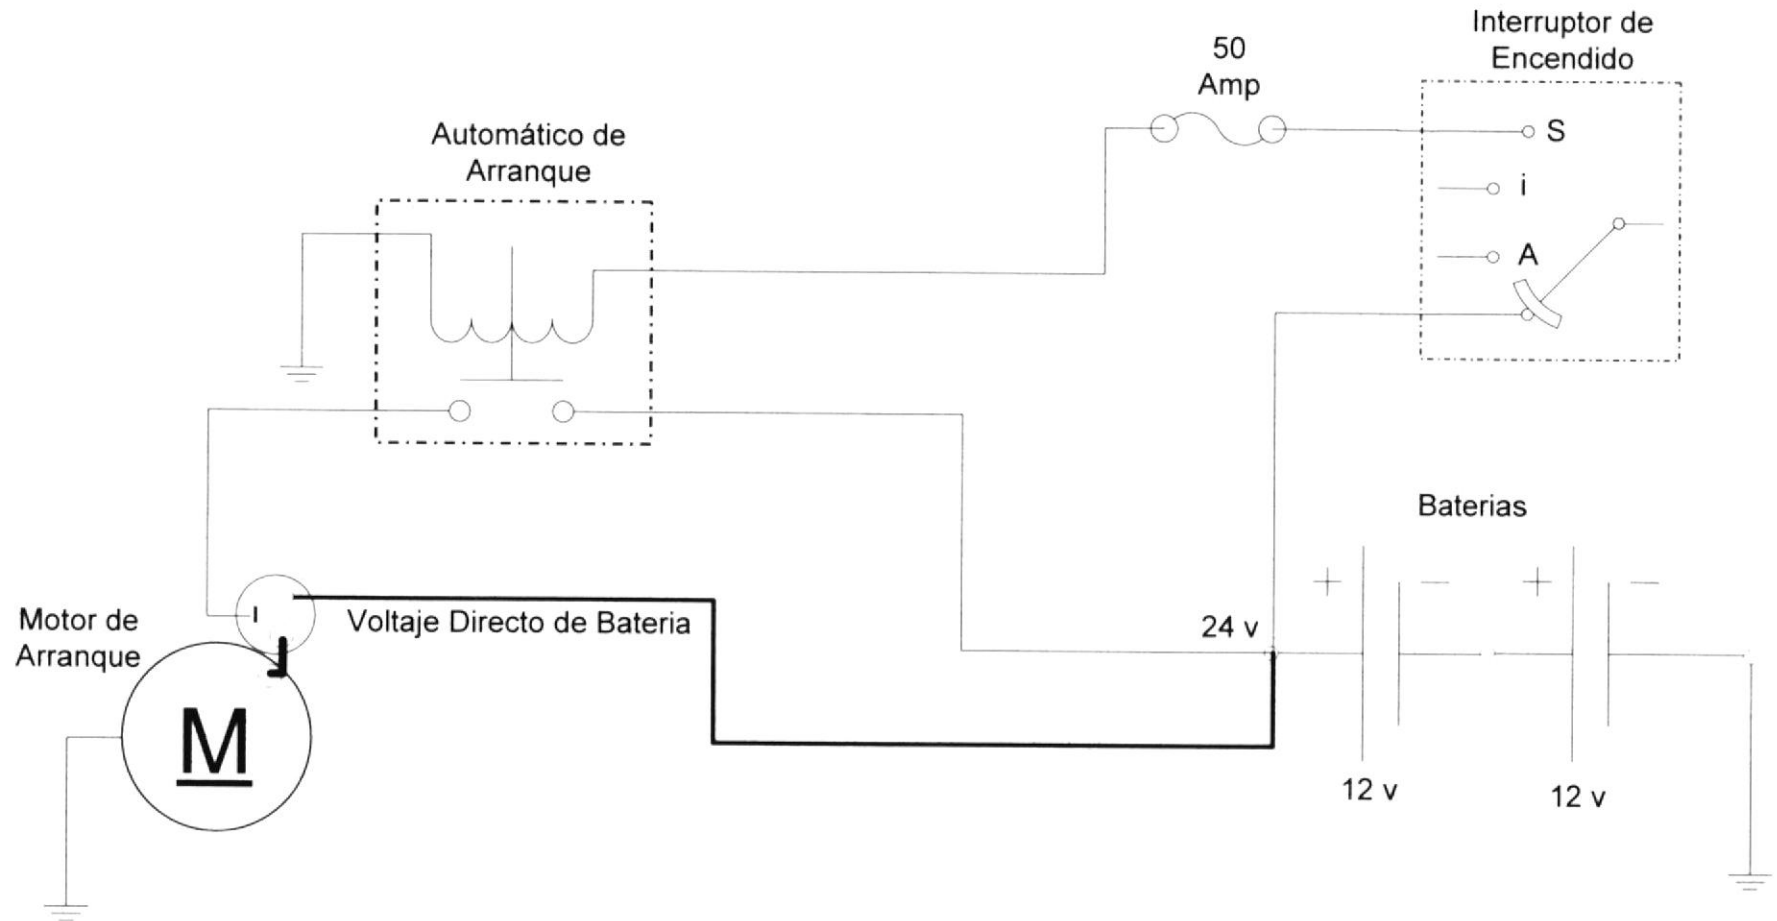 Interruptor de
Encendido
50
Amp
S
i
A
Automático de
Arranque
Baterias
+
—
+
—
24 v
Voltaje Directo de Bateria
Motor de
Arranque
M
12 v
12 v